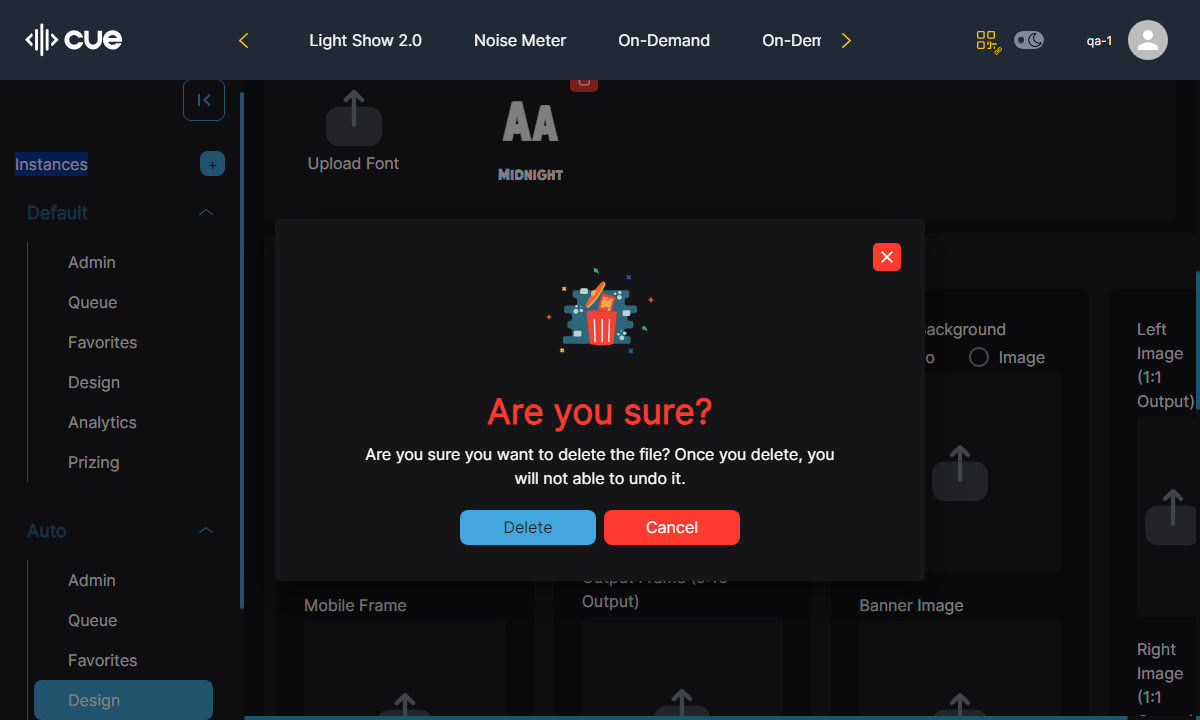 cue
Light Show 2.0
Noise Meter
On-Demand
On-Dem
qa-1
Instances
+
Default
Admin
Queue
Favorites
Design
Analytics
Prizing
Auto
Admin
Queue
Favorites
Design
Upload Font
AA
MIDNIGHT
Are you sure?
Are you sure you want to delete the file? Once you delete, you
will not able to undo it.
Delete
Cancel
ackground
o
Image
Left
Image
(1:1
Output)
Mobile Frame
Output)
Banner Image
Right
Image
(1:1